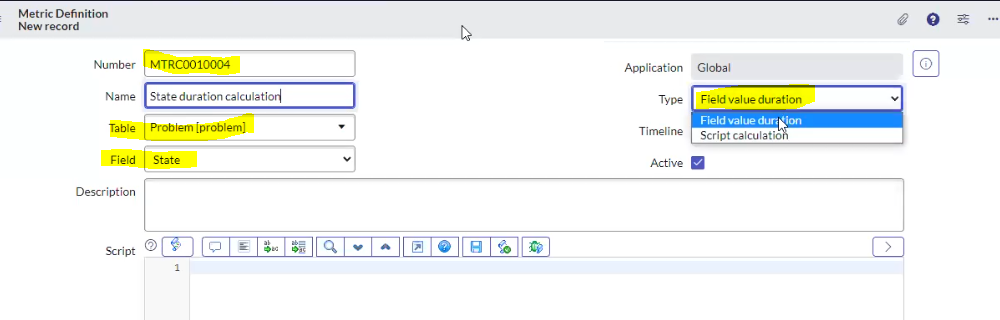 Metric Definition
New record
Number MTRC0010004
Application Global
Name State duration calculation
Type Field value duration
Table Problem [problem]
Field value duration
Timeline
Script calculation
Field State
Active
Description
Script
1